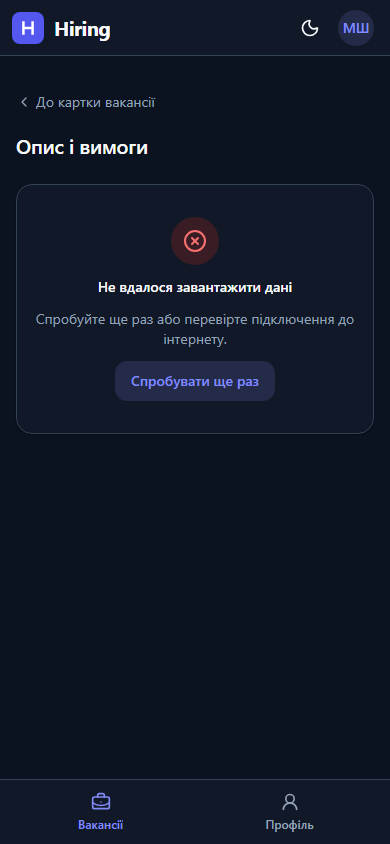 H Hiring МШ
До картки вакансії
Опис і вимоги
Не вдалося завантажити дані
Спробуйте ще раз або перевірте підключення до
інтернету.
Спробувати ще раз
Вакансії Профіль